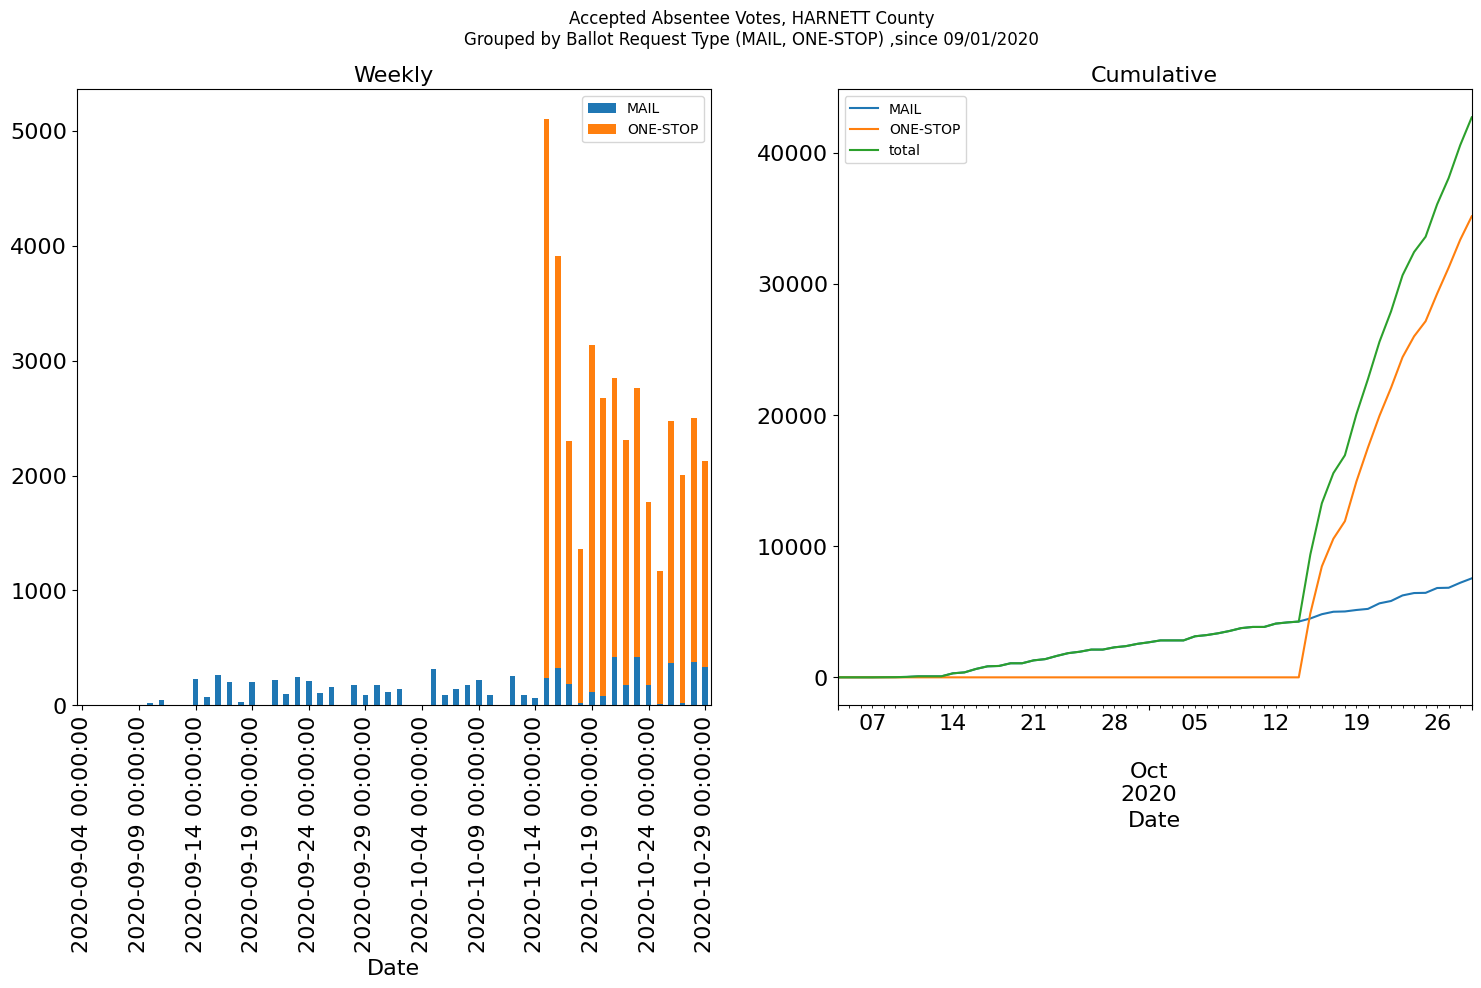 Accepted Absentee Votes, HARNETT County
Grouped by Ballot Request Type (MAIL, ONE-STOP) ,since 09/01/2020
Weekly
MAIL
ONE-STOP
5000
4000
3000
2000
1000
0
2020-09-04 00:00:00
2020-09-09 00:00:00
2020-09-14 00:00:00
2020-09-19 00:00:00
2020-09-24 00:00:00
2020-09-29 00:00:00
2020-10-04 00:00:00
2020-10-09 00:00:00
2020-10-14 00:00:00
2020-10-19 00:00:00
2020-10-24 00:00:00
2020-10-29 00:00:00
Date
Cumulative
MAIL
ONE-STOP
total
40000
30000
20000
10000
0
07 14 21 28 05 12 19 26
Oct
2020
Date